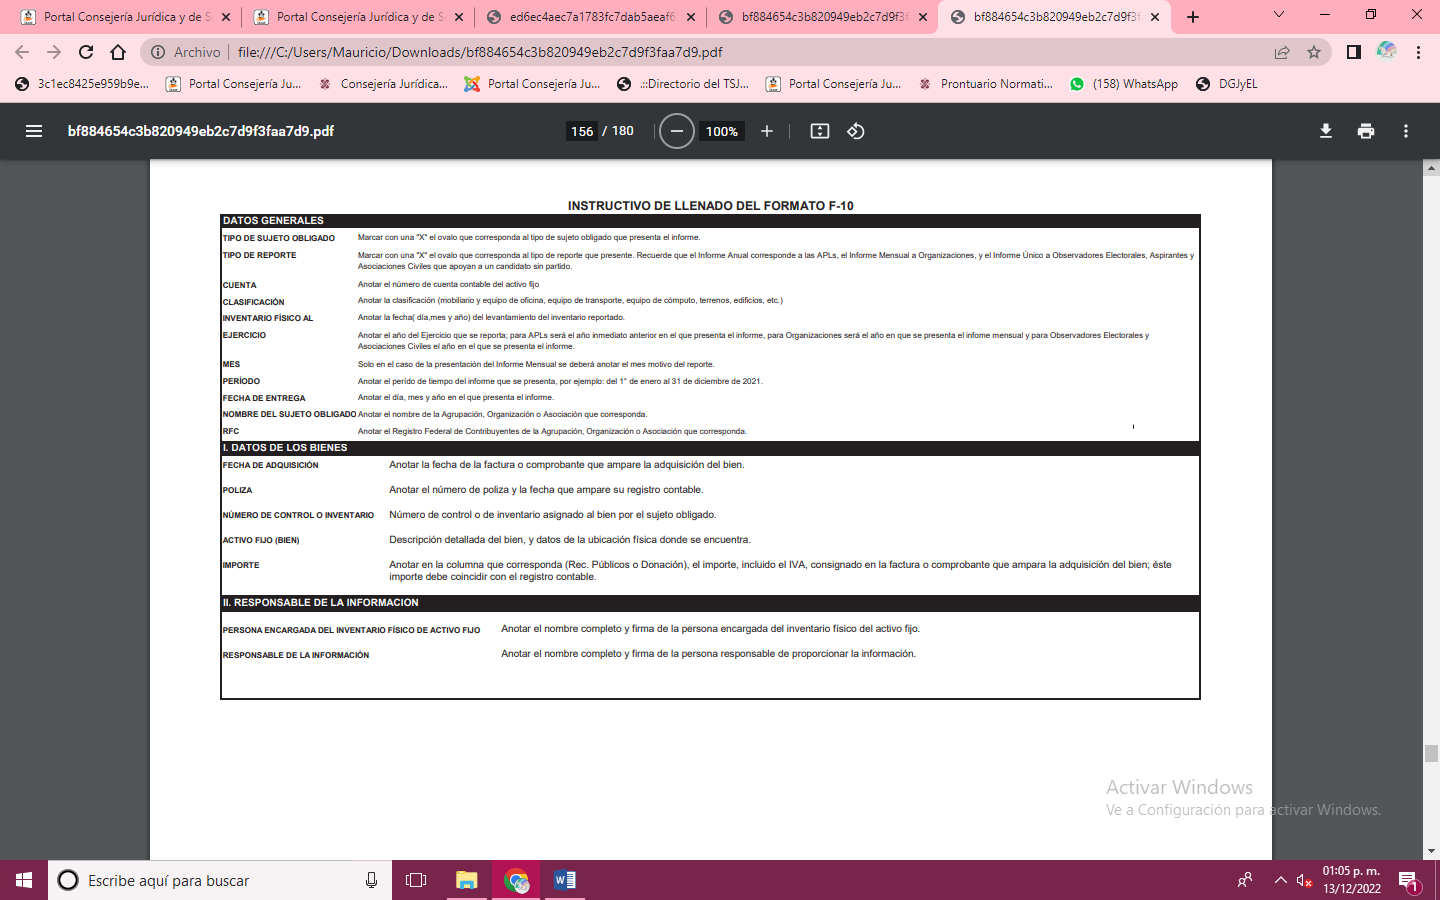 Portal Consejería Jurídica y de S
Portal Consejería Jurídica y de S
ed6ec4aec7a1783fc7dab5aeaf6
bf884654c3b820949eb2c7d9f3f
bf884654c3b820949eb2c7d9f3f
Archivo
file:///C:/Users/Mauricio/Downloads/bf884654c3b820949eb2c7d9f3faa7d9.pdf
3c1ec8425e959b9e...
Portal Consejería Ju...
Consejería Jurídica...
Portal Consejería Ju...
.::Directorio del TSJ...
Portal Consejería Ju...
Prontuario Normati...
(158) WhatsApp
DGJyEL
bf884654c3b820949eb2c7d9f3faa7d9.pdf
156 / 180
100%
INSTRUCTIVO DE LLENADO DEL FORMATO F-10
DATOS GENERALES
TIPO DE SUJETO OBLIGADO Marcar con una "X" el ovalo que corresponda al tipo de sujeto obligado que presenta el informe.
TIPO DE REPORTE Marcar con una "X" el ovalo que corresponda al tipo de reporte que presente. Recuerde que el Informe Anual corresponde a las APLs, el Informe Mensual a Organizaciones, y el Informe Único a Observadores Electorales, Aspirantes y
Asociaciones Civiles que apoyan a un candidato sin partido.
CUENTA Anotar el número de cuenta contable del activo fijo
CLASIFICACIÓN Anotar la clasificación (mobiliario y equipo de oficina, equipo de transporte, equipo de cómputo, terrenos, edificios, etc.)
INVENTARIO FÍSICO AL Anotar la fecha( día,mes y año) del levantamiento del inventario reportado.
EJERCICIO Anotar el año del Ejercicio que se reporta; para APLs será el año inmediato anterior en el que presenta el informe, para Organizaciones será el año en que se presenta el infome mensual y para Observadores Electorales y
Asociaciones Civiles el año en el que se presenta el informe.
MES Solo en el caso de la presentación del Informe Mensual se deberá anotar el mes motivo del reporte.
PERÍODO Anotar el perído de tiempo del informe que se presenta, por ejemplo: del 1° de enero al 31 de diciembre de 2021.
FECHA DE ENTREGA Anotar el día, mes y año en el que presenta el informe.
NOMBRE DEL SUJETO OBLIGADO Anotar el nombre de la Agrupación, Organización o Asociación que corresponda.
RFC Anotar el Registro Federal de Contribuyentes de la Agrupación, Organización o Asociación que corresponda.
I. DATOS DE LOS BIENES
FECHA DE ADQUISICIÓN Anotar la fecha de la factura o comprobante que ampare la adquisición del bien.
POLIZA Anotar el número de poliza y la fecha que ampare su registro contable.
NÚMERO DE CONTROL O INVENTARIO Número de control o de inventario asignado al bien por el sujeto obligado.
ACTIVO FIJO (BIEN) Descripción detallada del bien, y datos de la ubicación física donde se encuentra.
IMPORTE Anotar en la columna que corresponda (Rec. Públicos o Donación), el importe, incluido el IVA, consignado en la factura o comprobante que ampara la adquisición del bien; éste
importe debe coincidir con el registro contable.
II. RESPONSABLE DE LA INFORMACION
PERSONA ENCARGADA DEL INVENTARIO FÍSICO DE ACTIVO FIJO Anotar el nombre completo y firma de la persona encargada del inventario físico del activo fijo.
RESPONSABLE DE LA INFORMACIÓN Anotar el nombre completo y firma de la persona responsable de proporcionar la información.
Activar Windows
Ve a Configuración para activar Windows.
Escribe aquí para buscar
01:05 p. m.
13/12/2022
1